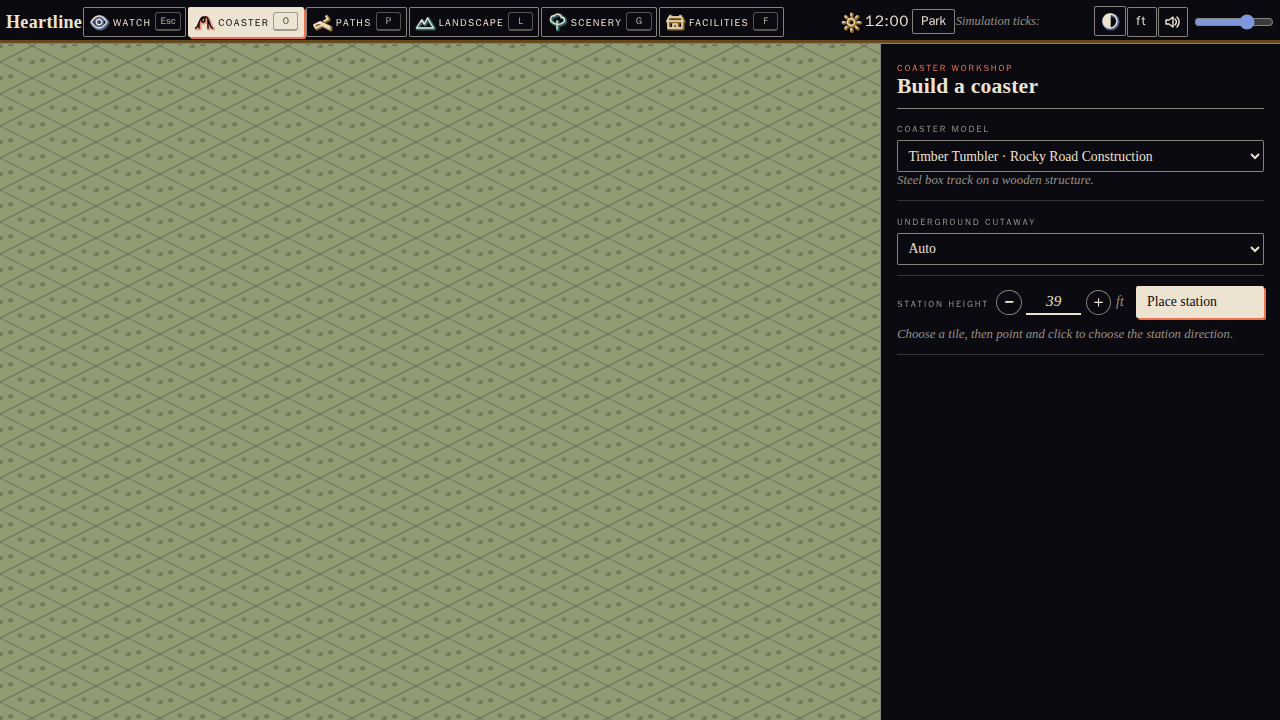 Heartline WATCH Esc COASTER O PATHS P LANDSCAPE L SCENERY G FACILITIES F 12:00 Park Simulation ticks: ft
COASTER WORKSHOP
Build a coaster
COASTER MODEL
Timber Tumbler · Rocky Road Construction
Steel box track on a wooden structure.
UNDERGROUND CUTAWAY
Auto
STATION HEIGHT − 39 + ft Place station
Choose a tile, then point and click to choose the station direction.